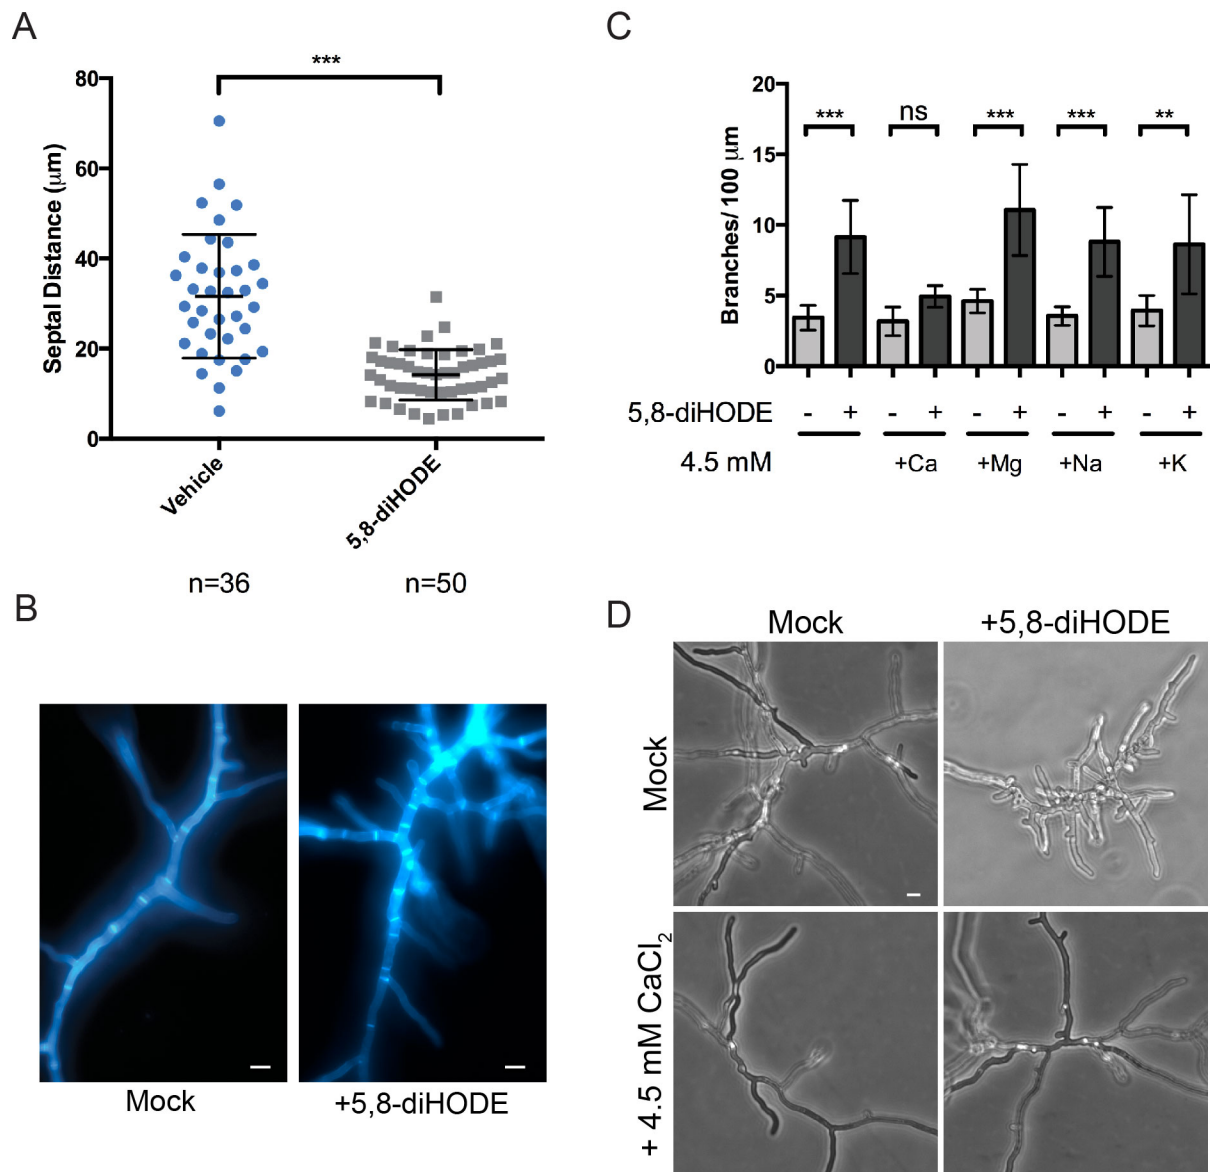 A
***
80
60
40
20
0
Septal Distance (μm)
Vehicle
5,8-diHODE
n=36
n=50
B
Mock
+5,8-diHODE
C
20
15
10
5
0
Branches/ 100 μm
*** ns *** *** **
5,8-diHODE - + - + - + - + - +
4.5 mM +Ca +Mg +Na +K
D
Mock +5,8-diHODE
Mock
+ 4.5 mM CaCl₂